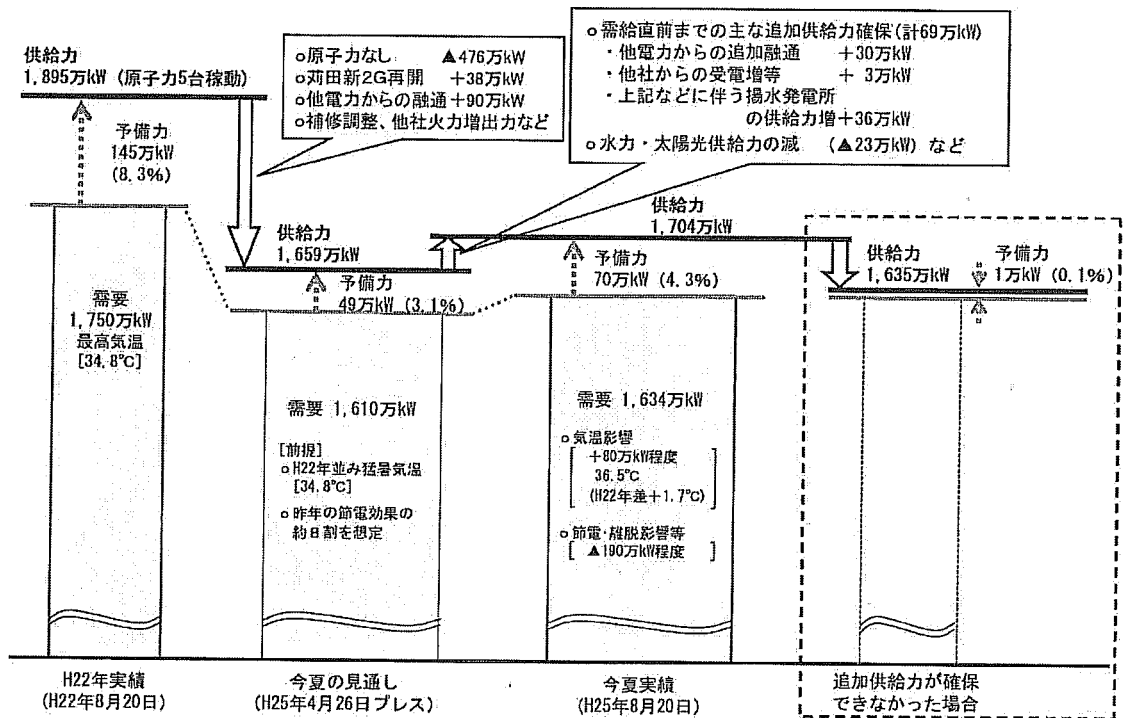 供給力
1,895万kW (原子力5台稼動)
予備力
145万kW
(8.3%)
需要
1,750万kW
最高気温
[34.8℃]
○原子力なし ▲476万kW
○苅田新2G再開 +38万kW
○他電力からの融通+90万kW
○補修調整、他社火力増出力など
○需給直前までの主な追加供給力確保(計69万kW)
・他電力からの追加融通 +30万kW
・他社からの受電増等 + 3万kW
・上記などに伴う揚水発電所
の供給力増+36万kW
○水力・太陽光供給力の減 (▲23万kW) など
供給力
1,659万kW
予備力
49万kW (3.1%)
需要 1,610万kW
[前提]
○H22年並み猛暑気温
[34.8℃]
○昨年の節電効果の
約8割を想定
供給力
1,704万kW
予備力
70万kW (4.3%)
需要 1,634万kW
○気温影響
+80万kW程度
36.5℃
(H22年差+1.7℃)
○節電・離脱影響等
▲190万kW程度
供給力
1,635万kW
予備力
1万kW (0.1%)
H22年実績
(H22年8月20日)
今夏の見通し
(H25年4月26日プレス)
今夏実績
(H25年8月20日)
追加供給力が確保
できなかった場合